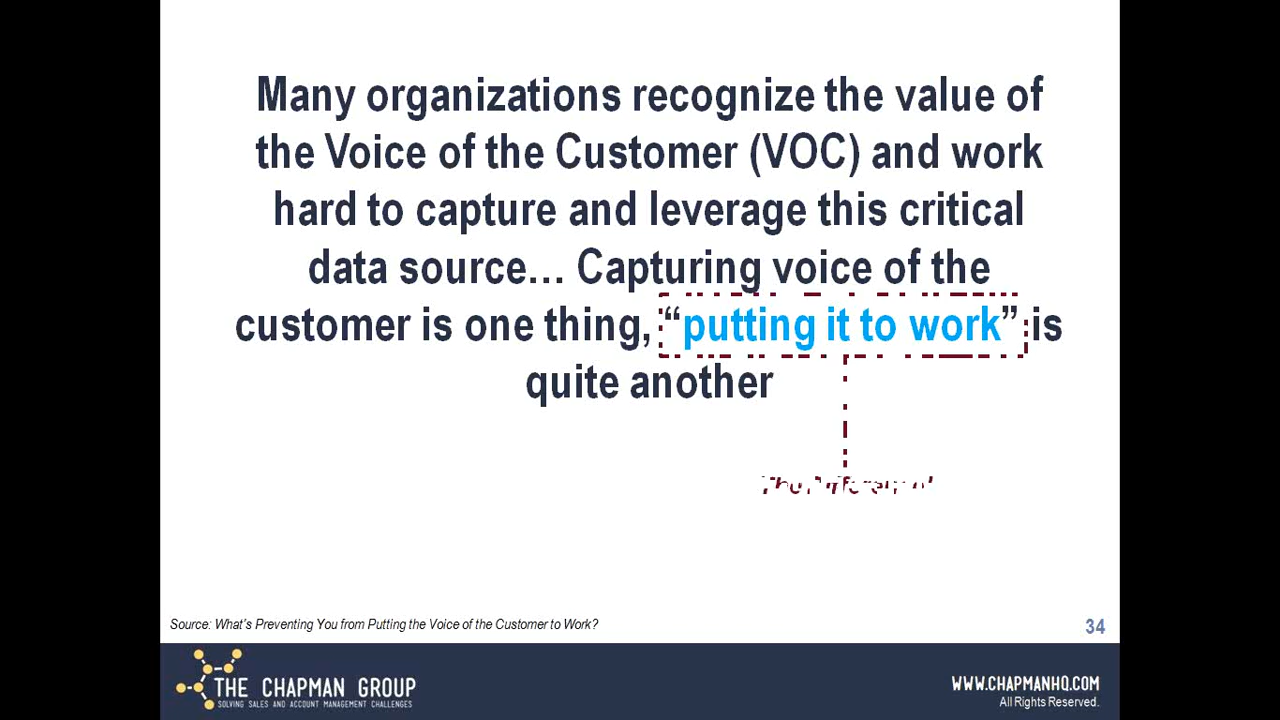 Many organizations recognize the value of
the Voice of the Customer (VOC) and work
hard to capture and leverage this critical
data source… Capturing voice of the
customer is one thing, “putting it to work” is
quite another
Source: What's Preventing You from Putting the Voice of the Customer to Work?
34
THE CHAPMAN GROUP
SOLVING SALES AND ACCOUNT MANAGEMENT CHALLENGES
WWW.CHAPMANHQ.COM
All Rights Reserved.